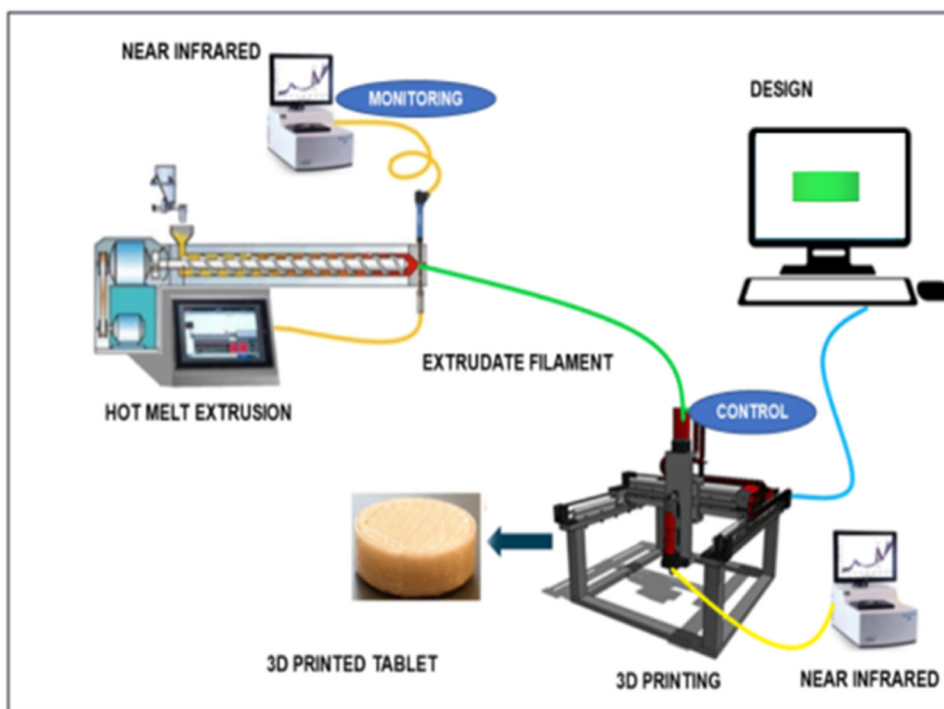 NEAR INFRARED
MONITORING
DESIGN
EXTRUDATE FILAMENT
HOT MELT EXTRUSION
CONTROL
3D PRINTED TABLET
3D PRINTING
NEAR INFRARED